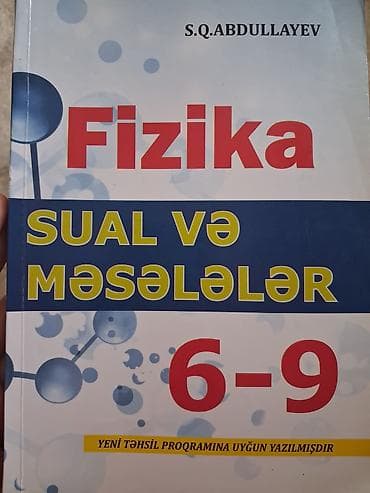 S.Q.ABDULLAYEV
Fizika
SUAL VƏ
MƏSƏLƏLƏR
6-9
YENİ TƏHSİL PROQRAMINA UYĞUN YAZILMIŞDIR